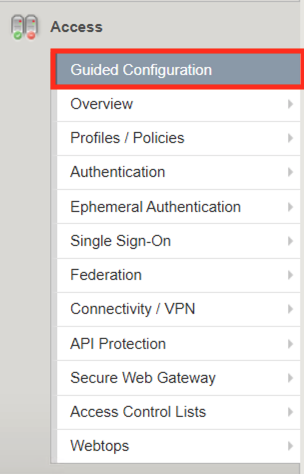 Access
Guided Configuration
Overview
Profiles / Policies
Authentication
Ephemeral Authentication
Single Sign-On
Federation
Connectivity / VPN
API Protection
Secure Web Gateway
Access Control Lists
Webtops